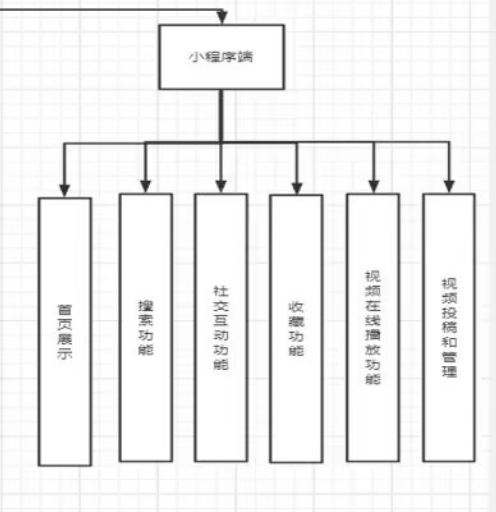 小程序端
首页展示
搜索功能
社交互动功能
收藏功能
视频在线播放功能
视频投稿和管理